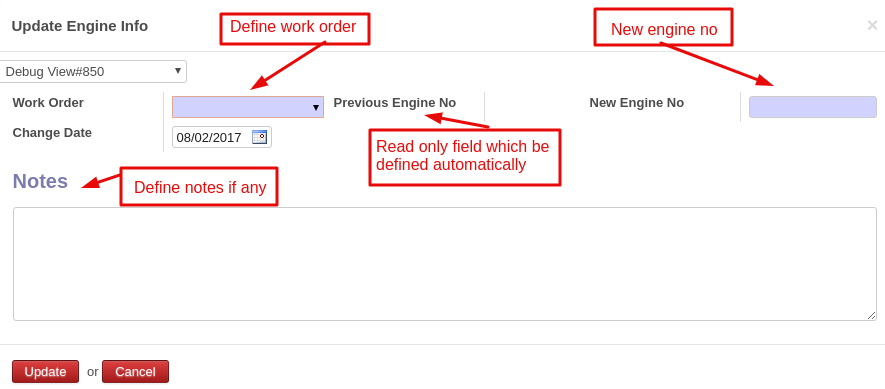 Update Engine Info
Define work order
New engine no
×
Debug View#850
Work Order
Previous Engine No
New Engine No
Change Date
08/02/2017
Read only field which be
defined automatically
Notes
Define notes if any
Update or Cancel